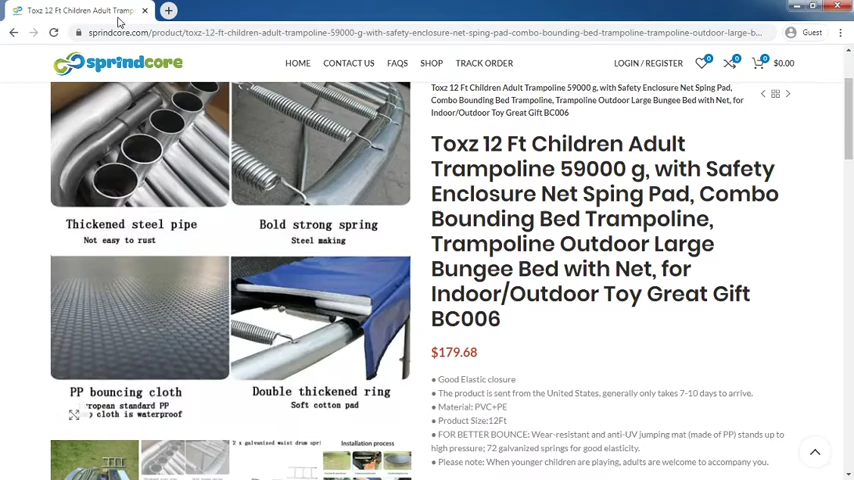 Toxz 12 Ft Children Adult Tramp
sprindcore.com/product/toxz-12-ft-children-adult-trampoline-59000-g-with-safety-enclosure-net-sping-pad-combo-bounding-bed-trampoline-trampoline-outdoor-large-b...
Guest
sprindcore
HOME
CONTACT US
FAQS
SHOP
TRACK ORDER
LOGIN / REGISTER
0
0
0
$0.00
Toxz 12 Ft Children Adult Trampoline 59000 g, with Safety Enclosure Net Sping Pad,
Combo Bounding Bed Trampoline, Trampoline Outdoor Large Bungee Bed with Net, for
Indoor/Outdoor Toy Great Gift BC006
Thickened steel pipe
Not easy to rust
Bold strong spring
Steel making
PP bouncing cloth
uropean standard PP
cloth is waterproof
Double thickened ring
Soft cotton pad
Toxz 12 Ft Children Adult
Trampoline 59000 g, with Safety
Enclosure Net Sping Pad, Combo
Bounding Bed Trampoline,
Trampoline Outdoor Large
Bungee Bed with Net, for
Indoor/Outdoor Toy Great Gift
BC006
$179.68
● Good Elastic closure
● The product is sent from the United States, generally only takes 7-10 days to arrive.
● Material: PVC+PE
● Product Size:12Ft
● FOR BETTER BOUNCE: Wear-resistant and anti-UV jumping mat (made of PP) stands up to
high pressure; 72 galvanized springs for good elasticity.
● Please note: When younger children are playing, adults are welcome to accompany you.
2 x galvanized waist drum spri
Installation process